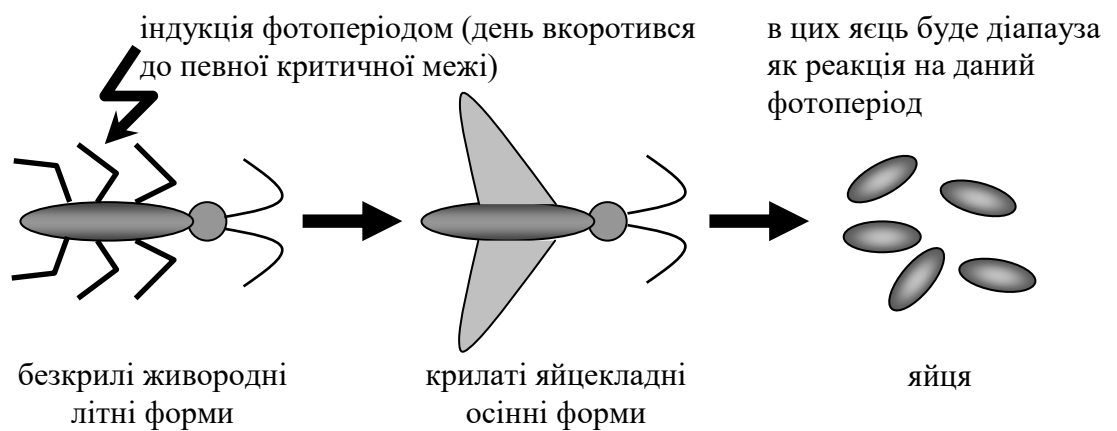 індукція фотоперіодом (день вкоротився
до певної критичної межі)
в цих яєць буде діапауза
як реакція на даний
фотоперіод
безкрилі живородні
літні форми
крилаті яйцекладні
осінні форми
яйця